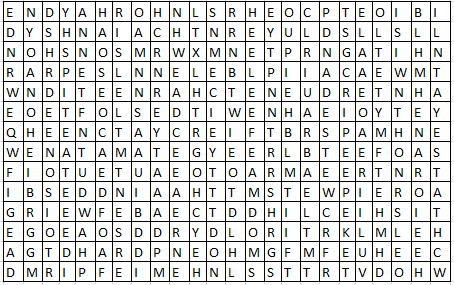 E N D Y A H R O H N L S R H E O C P T E O I B I
D Y S H N A I A C H T N R E Y U L D S L L S L L
N O H S N O S M R W X M N E T P R N G A T I H N
R A R P E S L N N E L E B L P I I A C A E W M T
W N D I T E E N R A H C T E N E U D R E T N H A
E O E T F O L S E D T I W E N H A E I O Y T E Y
Q H E E N C T A Y C R E I F T B R S P A M H N E
W E N A T A M A T E G Y E E R L B T E E F O A S
F I O T U E T U A E O T O A R M A E E R T N R T
I B S E D D N I A A H T T M S T E W P I E R O A
G R I E W F E B A E C T D D H I L C E I H S I T
E G O E A O S D D R Y D L O R I T R K L M L E H
A G T D H A R D P N E O H M G F M F E U H E E C
D M R I P F E I M E H N L S S T T R T V D O H W